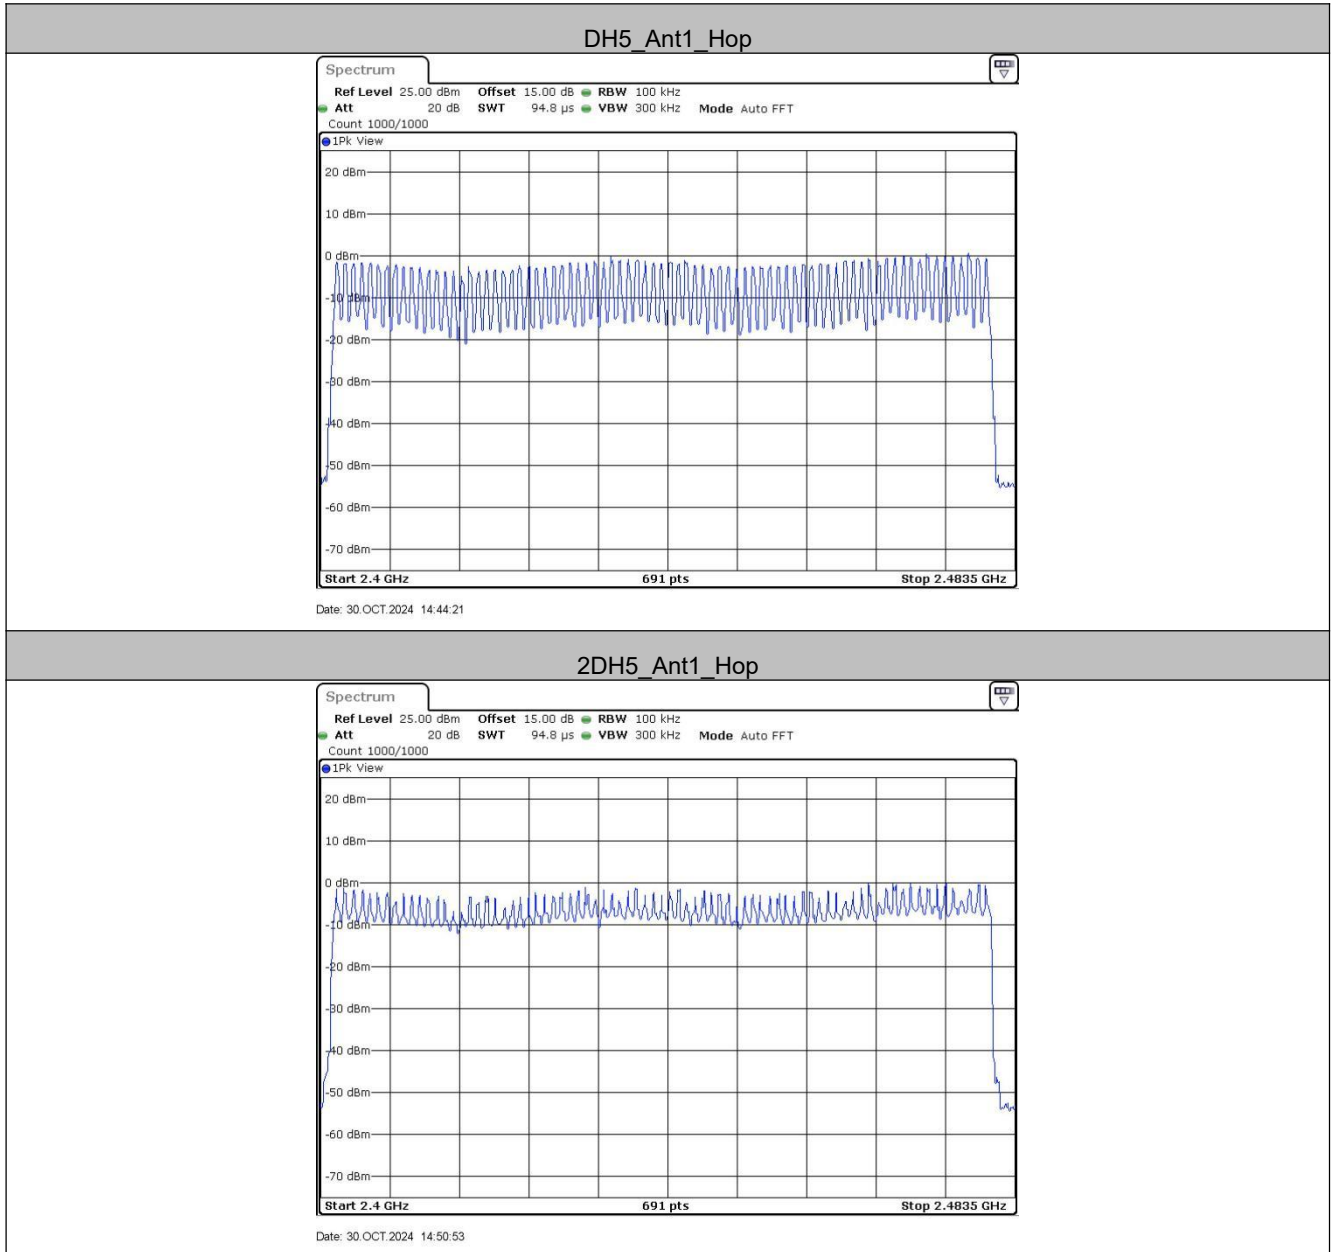 DH5_Ant1_Hop
Spectrum
Ref Level 25.00 dBm Offset 15.00 dB RBW 100 kHz
Att 20 dB SWT 94.8 µs VBW 300 kHz Mode Auto FFT
Count 1000/1000
1Pk View
20 dBm
10 dBm
0 dBm
-10 dBm
-20 dBm
-30 dBm
-40 dBm
-50 dBm
-60 dBm
-70 dBm
Start 2.4 GHz 691 pts Stop 2.4835 GHz
Date: 30.OCT.2024 14:44:21
2DH5_Ant1_Hop
Spectrum
Ref Level 25.00 dBm Offset 15.00 dB RBW 100 kHz
Att 20 dB SWT 94.8 µs VBW 300 kHz Mode Auto FFT
Count 1000/1000
1Pk View
20 dBm
10 dBm
0 dBm
-10 dBm
-20 dBm
-30 dBm
-40 dBm
-50 dBm
-60 dBm
-70 dBm
Start 2.4 GHz 691 pts Stop 2.4835 GHz
Date: 30.OCT.2024 14:50:53